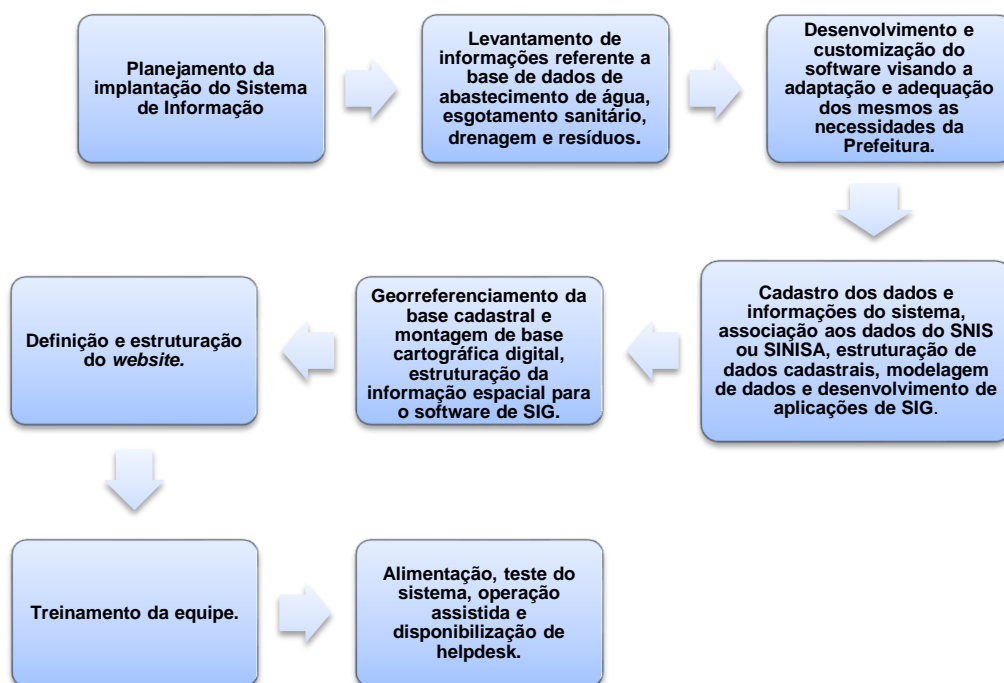 Planejamento da
implantação do Sistema
de Informação
Levantamento de
informações referente a
base de dados de
abastecimento de água,
esgotamento sanitário,
drenagem e resíduos.
Desenvolvimento e
customização do
software visando a
adaptação e adequação
dos mesmos as
necessidades da
Prefeitura.
Cadastro dos dados e
informações do sistema,
associação aos dados do SNIS
ou SINISA, estruturação de
dados cadastrais, modelagem
de dados e desenvolvimento de
aplicações de SIG.
Georreferenciamento da
base cadastral e
montagem de base
cartográfica digital,
estruturação da
informação espacial para
o software de SIG.
Definição e estruturação
do website.
Treinamento da equipe.
Alimentação, teste do
sistema, operação
assistida e
disponibilização de
helpdesk.